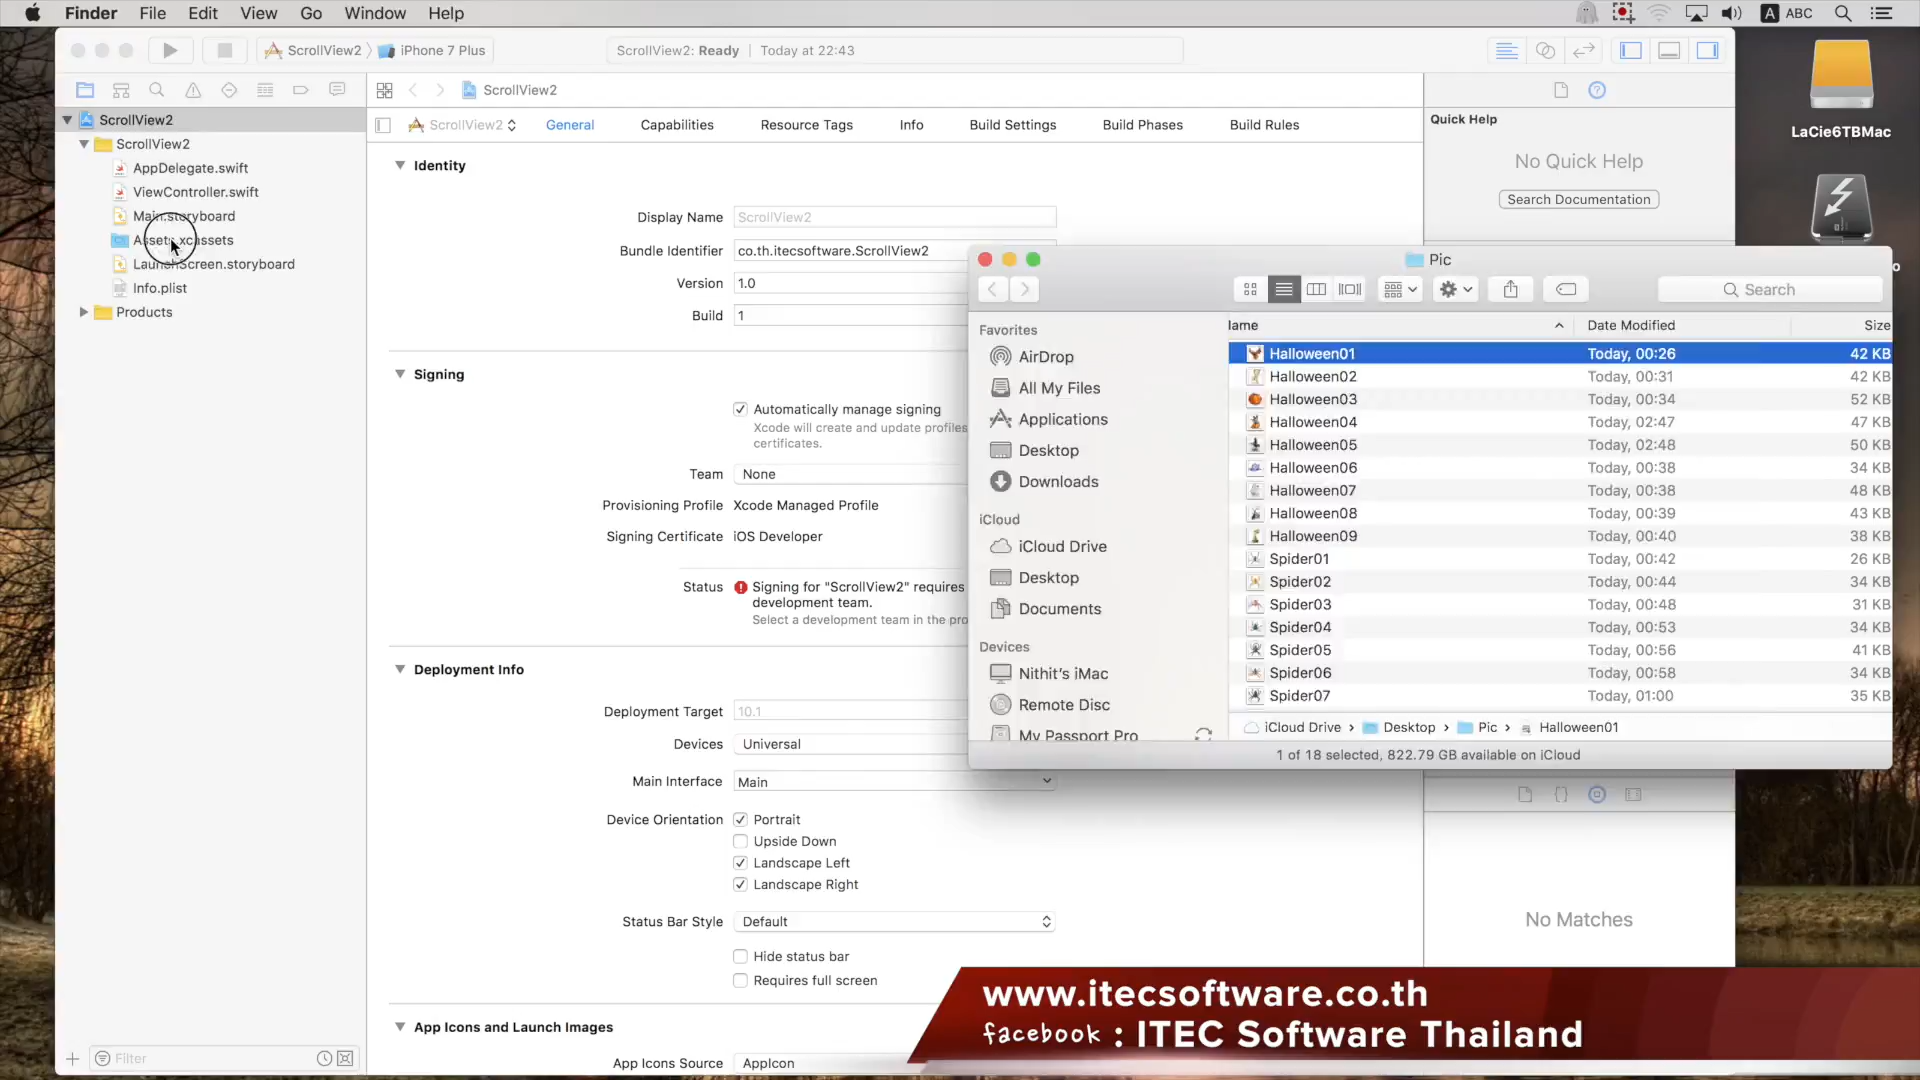 Finder File Edit View Go Window Help ABC
ScrollView2 iPhone 7 Plus ScrollView2: Ready Today at 22:43
ScrollView2
ScrollView2
ScrollView2
AppDelegate.swift
ViewController.swift
Main.storyboard
Assets.xcassets
LaunchScreen.storyboard
Info.plist
Products
Filter
ScrollView2 General Capabilities Resource Tags Info Build Settings Build Phases Build Rules
Identity
Display Name ScrollView2
Bundle Identifier co.th.itecsoftware.ScrollView2
Version 1.0
Build 1
Signing
Automatically manage signing
Xcode will create and update profiles
certificates.
Team None
Provisioning Profile Xcode Managed Profile
Signing Certificate iOS Developer
Status Signing for "ScrollView2" requires
development team.
Select a development team in the pro
Deployment Info
Deployment Target 10.1
Devices Universal
Main Interface Main
Device Orientation Portrait
Upside Down
Landscape Left
Landscape Right
Status Bar Style Default
Hide status bar
Requires full screen
App Icons and Launch Images
App Icons Source AppIcon
Quick Help
No Quick Help
Search Documentation
No Matches
LaCie6TBMac
o
Pic
Search
Favorites
AirDrop
All My Files
Applications
Desktop
Downloads
iCloud
iCloud Drive
Desktop
Documents
Devices
Nithit's iMac
Remote Disc
My Passport Pro
lame Date Modified Size
Halloween01 Today, 00:26 42 KB
Halloween02 Today, 00:31 42 KB
Halloween03 Today, 00:34 52 KB
Halloween04 Today, 02:47 47 KB
Halloween05 Today, 02:48 50 KB
Halloween06 Today, 00:38 34 KB
Halloween07 Today, 00:38 48 KB
Halloween08 Today, 00:39 43 KB
Halloween09 Today, 00:40 38 KB
Spider01 Today, 00:42 26 KB
Spider02 Today, 00:44 34 KB
Spider03 Today, 00:48 31 KB
Spider04 Today, 00:53 34 KB
Spider05 Today, 00:56 41 KB
Spider06 Today, 00:58 34 KB
Spider07 Today, 01:00 35 KB
iCloud Drive › Desktop › Pic › Halloween01
1 of 18 selected, 822.79 GB available on iCloud
www.itecsoftware.co.th
facebook : ITEC Software Thailand